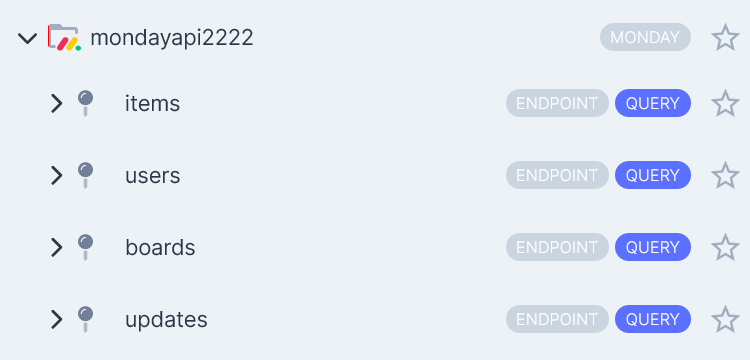 mondayapi2222 MONDAY
items ENDPOINT QUERY
users ENDPOINT QUERY
boards ENDPOINT QUERY
updates ENDPOINT QUERY